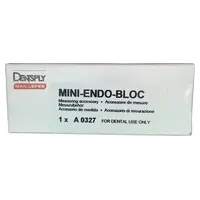 DENTSPLY
MAILLEFER
MINI-ENDO-BLOC
Measuring accessory • Accessoire de mesure
Messzubehör
Accesorio de medida • Accessorio di misurazione
1 x A 0327 FOR DENTAL USE ONLY